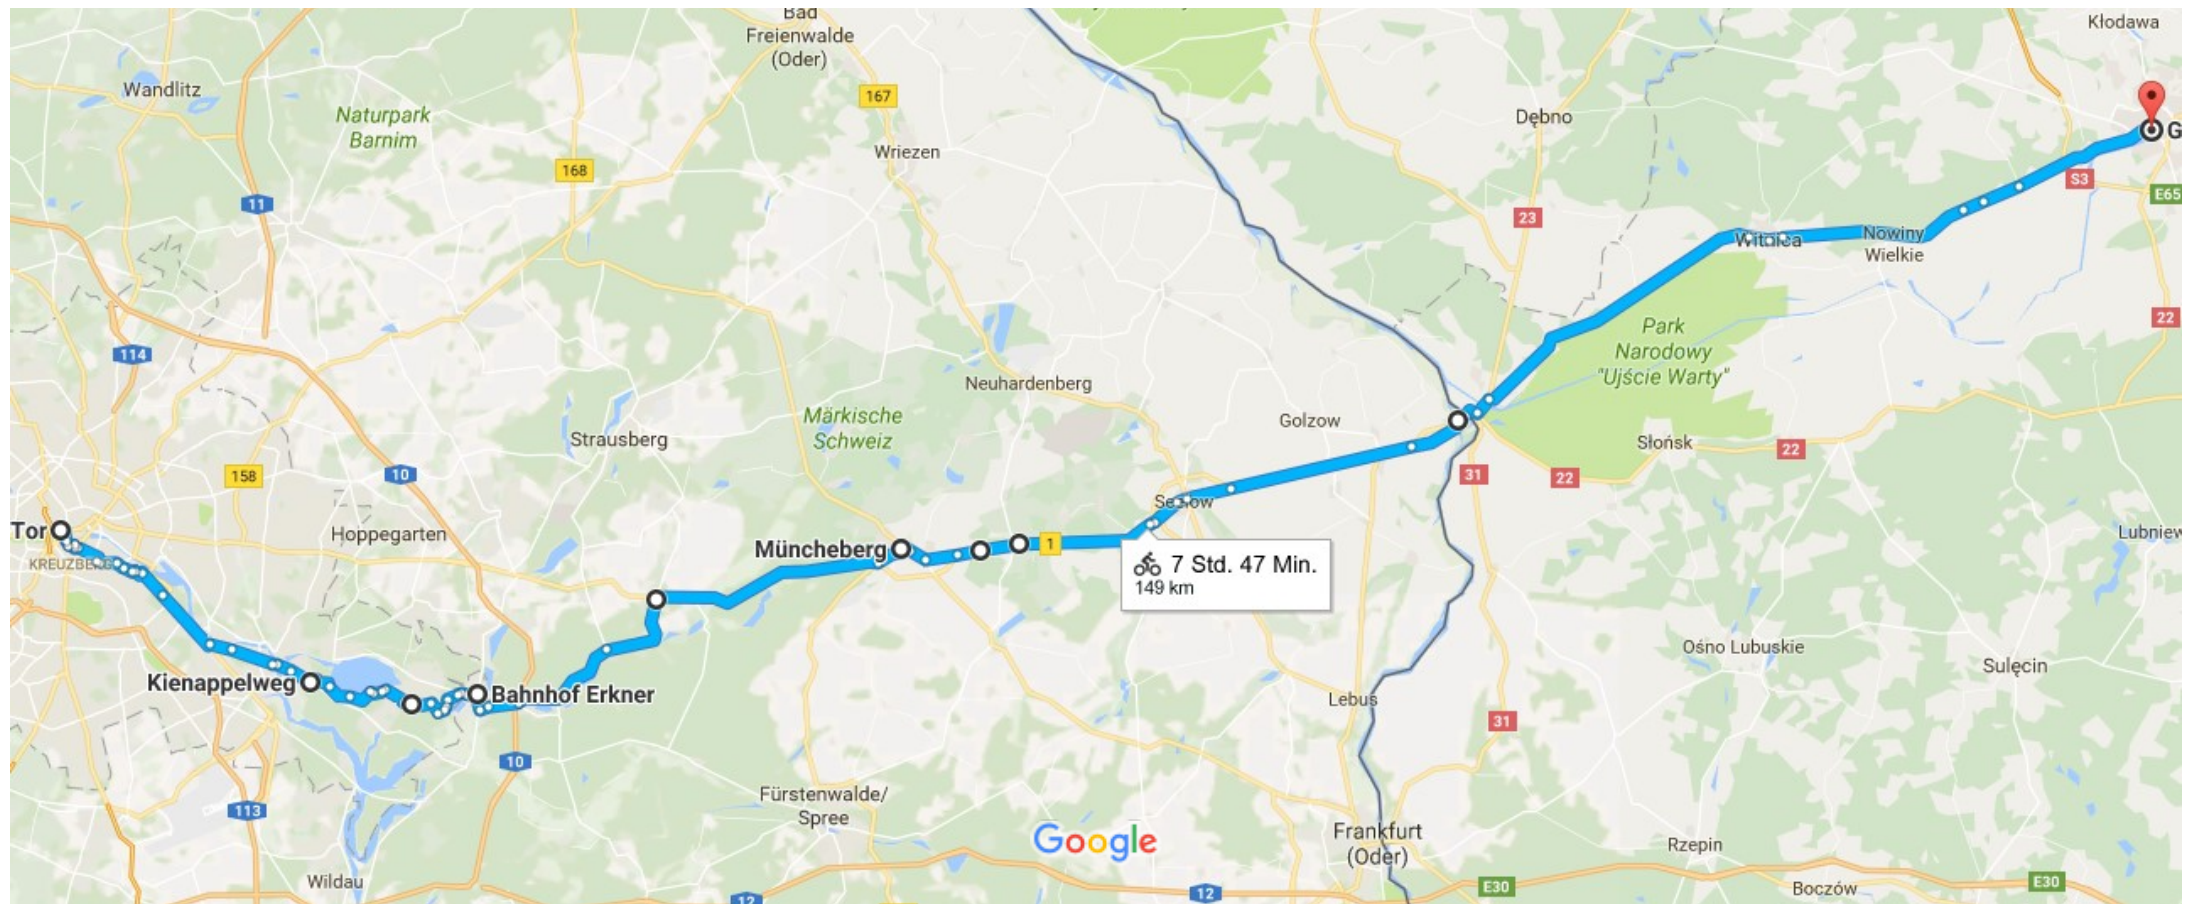 Bad
Freienwalde
(Oder)
Kłodawa
Wandlitz
167
Naturpark
Barnim
Dębno
Wriezen
168
S3
E65
11
23
Witnica
Nowiny
Wielkie
22
Park
Narodowy
"Ujście Warty"
114
Neuhardenberg
Märkische
Schweiz
Golzow
Strausberg
Słońsk
22
158
10
31
22
Seelow
Tor
Hoppegarten
Lubniew
KREUZBERG
Müncheberg
1
7 Std. 47 Min.
149 km
Ośno Lubuskie
Sulęcin
Kienappelweg
Bahnhof Erkner
Lebus
31
10
Fürstenwalde/
Spree
113
Google
Frankfurt
(Oder)
Rzepin
Wildau
12
12
E30
Boczów
E30
G